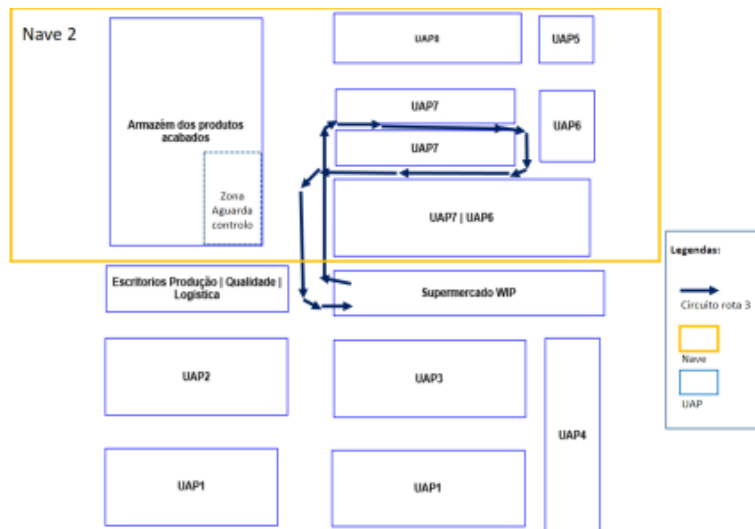 Nave 2
UAP8
UAP5
UAP7
Armazém dos produtos
acabados
UAP7
UAP6
Zona
Aguarda
controlo
UAP7 | UAP6
Legendas:
Escritorios Produção | Qualidade |
Logística
Supermercado WIP
Circuito rota 3
Nave
UAP
UAP2
UAP3
UAP4
UAP1
UAP1